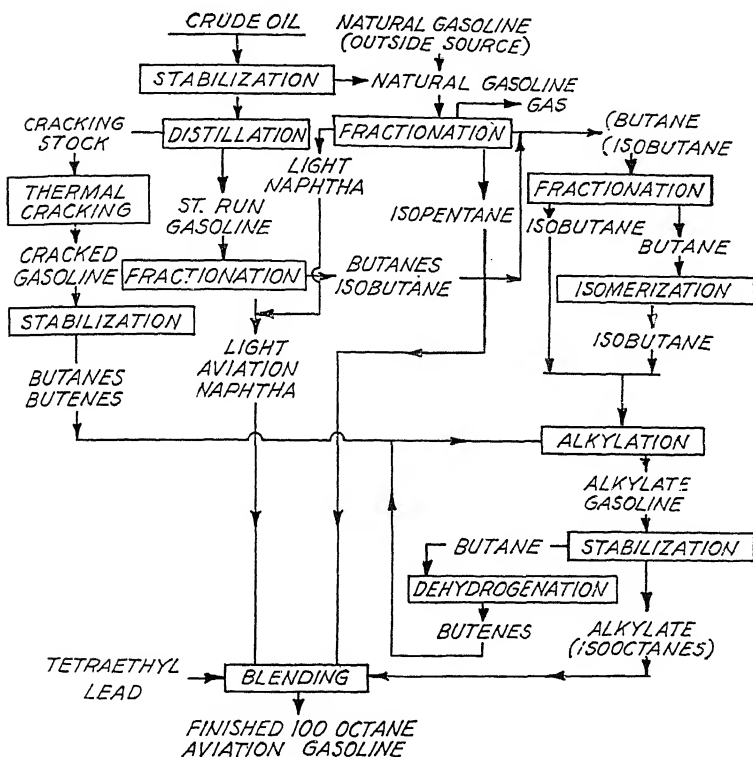 CRUDE OIL
NATURAL GASOLINE
(OUTSIDE SOURCE)
STABILIZATION
NATURAL GASOLINE
GAS
CRACKING
STOCK
DISTILLATION
FRACTIONATION
(BUTANE
(ISOBUTANE
LIGHT
NAPHTHA
THERMAL
CRACKING
ST. RUN
GASOLINE
ISOPENTANE
FRACTIONATION
ISOBUTANE
BUTANE
CRACKED
GASOLINE
FRACTIONATION
BUTANES
ISOBUTANE
ISOMERIZATION
STABILIZATION
ISOBUTANE
LIGHT
AVIATION
NAPHTHA
BUTANES
BUTENES
ALKYLATION
ALKYLATE
GASOLINE
BUTANE
STABILIZATION
DEHYDROGENATION
BUTENES
ALKYLATE
(ISOOCTANES)
TETRAETHYL
LEAD
BLENDING
FINISHED 100 OCTANE
AVIATION GASOLINE